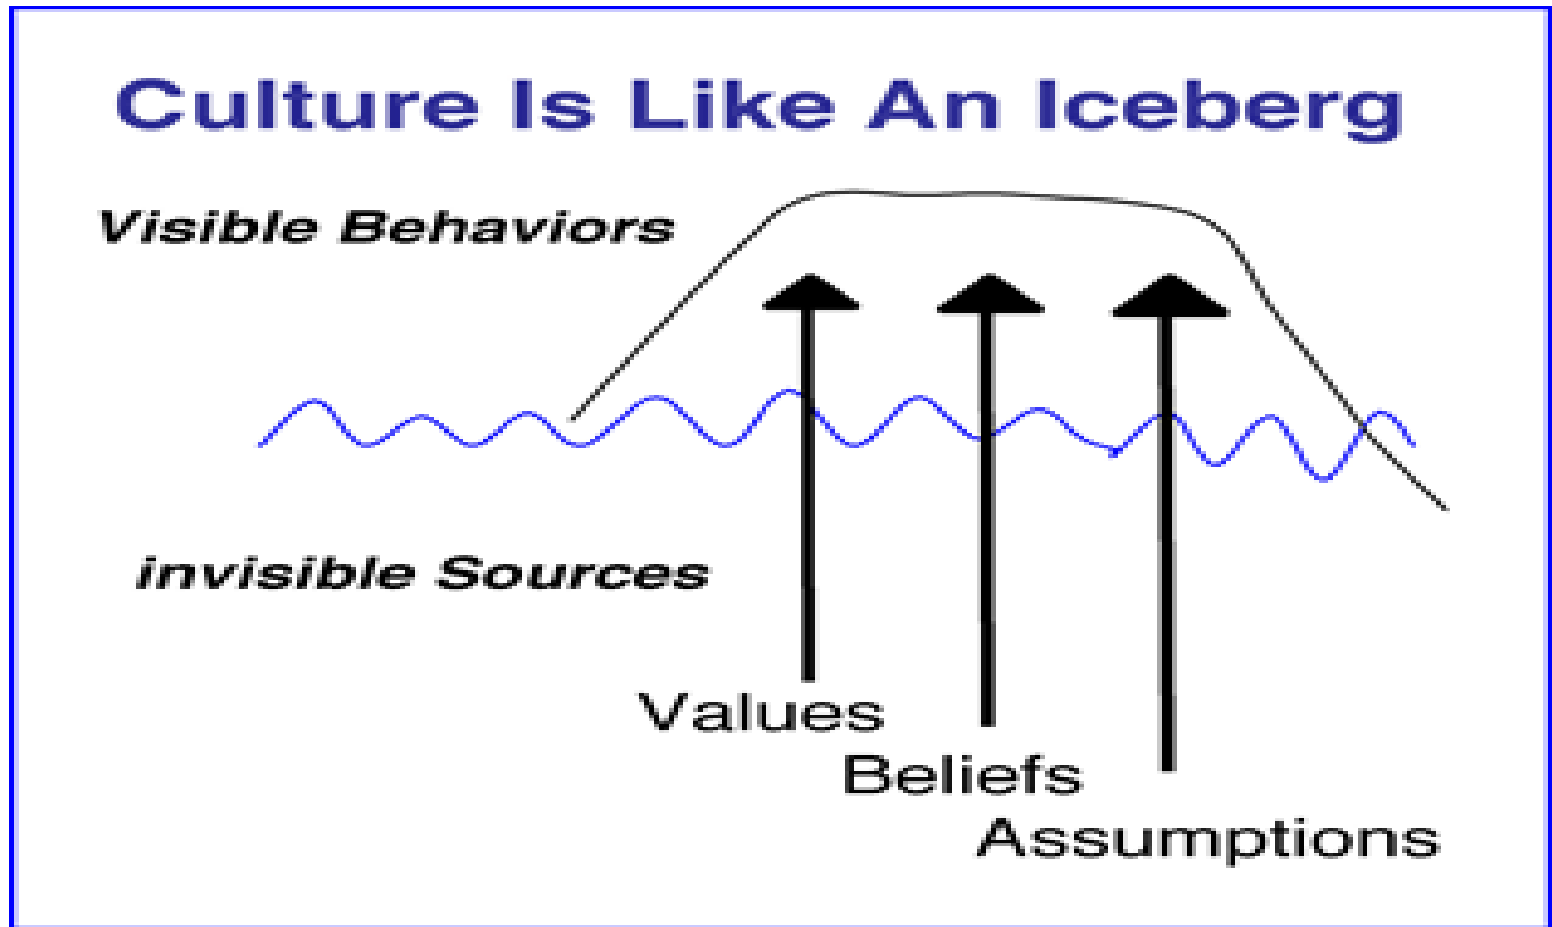 Culture Is Like An Iceberg
Visible Behaviors
invisible Sources
Values
Beliefs
Assumptions